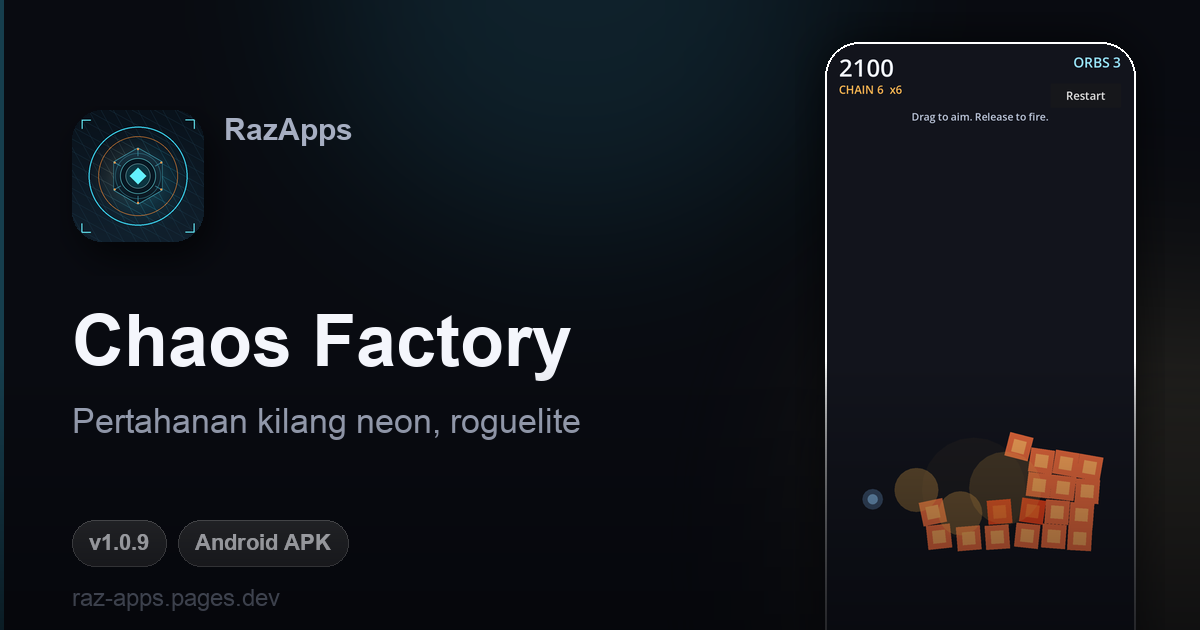 RazApps
Chaos Factory
Pertahanan kilang neon, roguelite
v1.0.9
Android APK
raz-apps.pages.dev
2100
ORBS 3
CHAIN 6 x6
Restart
Drag to aim. Release to fire.